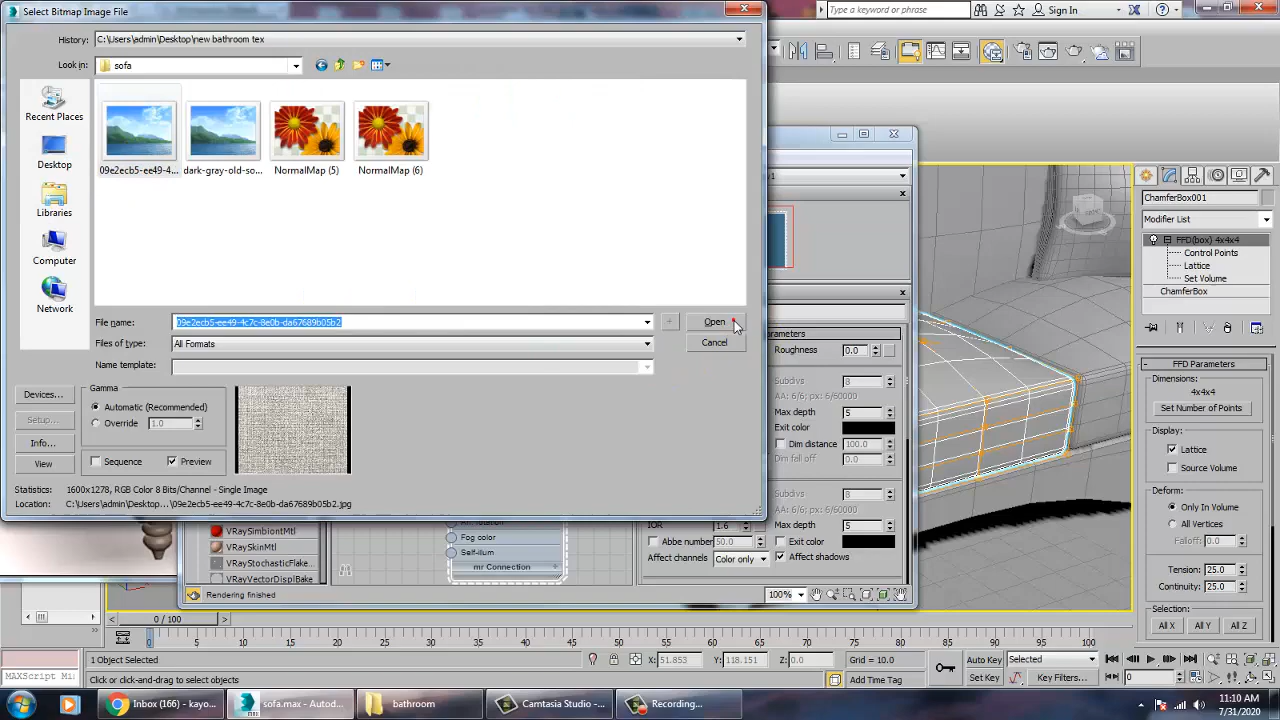 Select Bitmap Image File
Type a keyword or phrase
Sign In
History: C:\Users\admin\Desktop\new bathroom tex
Look in: sofa
Recent Places
Desktop
Libraries
Computer
Network
09e2ecb5-ee49-4...
dark-gray-old-so...
NormalMap (5)
NormalMap (6)
File name: 09e2ecb5-ee49-4c7c-8e0b-da67689b05b2
Open
Files of type: All Formats
Cancel
Name template:
Devices...
Setup...
Info...
View
Gamma
Automatic (Recommended)
Override 1.0
Sequence
Preview
Statistics: 1600x1278, RGB Color 8 Bits/Channel - Single Image
Location: C:\Users\admin\Desktop ...\09e2ecb5-ee49-4c7c-8e0b-da67689b05b2.jpg
Roughness 0.0
Subdivs 8
AA: 6/6; px: 6/60000
Max depth 5
Exit color
Dim distance 100.0
Dim fall off 0.0
Subdivs 8
AA: 6/6; px: 6/60000
Max depth 5
IOR 1.6
Exit color
Abbe number 50.0
Affect shadows
Affect channels Color only
VRaySimbiontMtl
VRaySkinMtl
VRayStochasticFlake...
VRayVectorDisplBake
Fog color
Self-illum
mr Connection +
Rendering finished
100%
ChamferBox001
Modifier List
FFD(box) 4x4x4
Control Points
Lattice
Set Volume
ChamferBox
FFD Parameters
Dimensions:
4x4x4
Set Number of Points
Display:
Lattice
Source Volume
Deform:
Only In Volume
All Vertices
Falloff: 0.0
Tension: 25.0
Continuity: 25.0
Selection:
All X
All Y
All Z
0 / 100
0 5 10 15 20 25 30 35 40 45 50 55 60 65 70 75 80 85 90 95 100
1 Object Selected
X: 51.853
Y: 118.151
Z: 0.0
Grid = 10.0
Auto Key
Selected
MAXScript Mi
Click or click-and-drag to select objects
Add Time Tag
Set Key
Key Filters...
0
Inbox (166) - kayo...
sofa.max - Autod...
bathroom
Camtasia Studio -...
Recording...
11:10 AM
7/31/2020